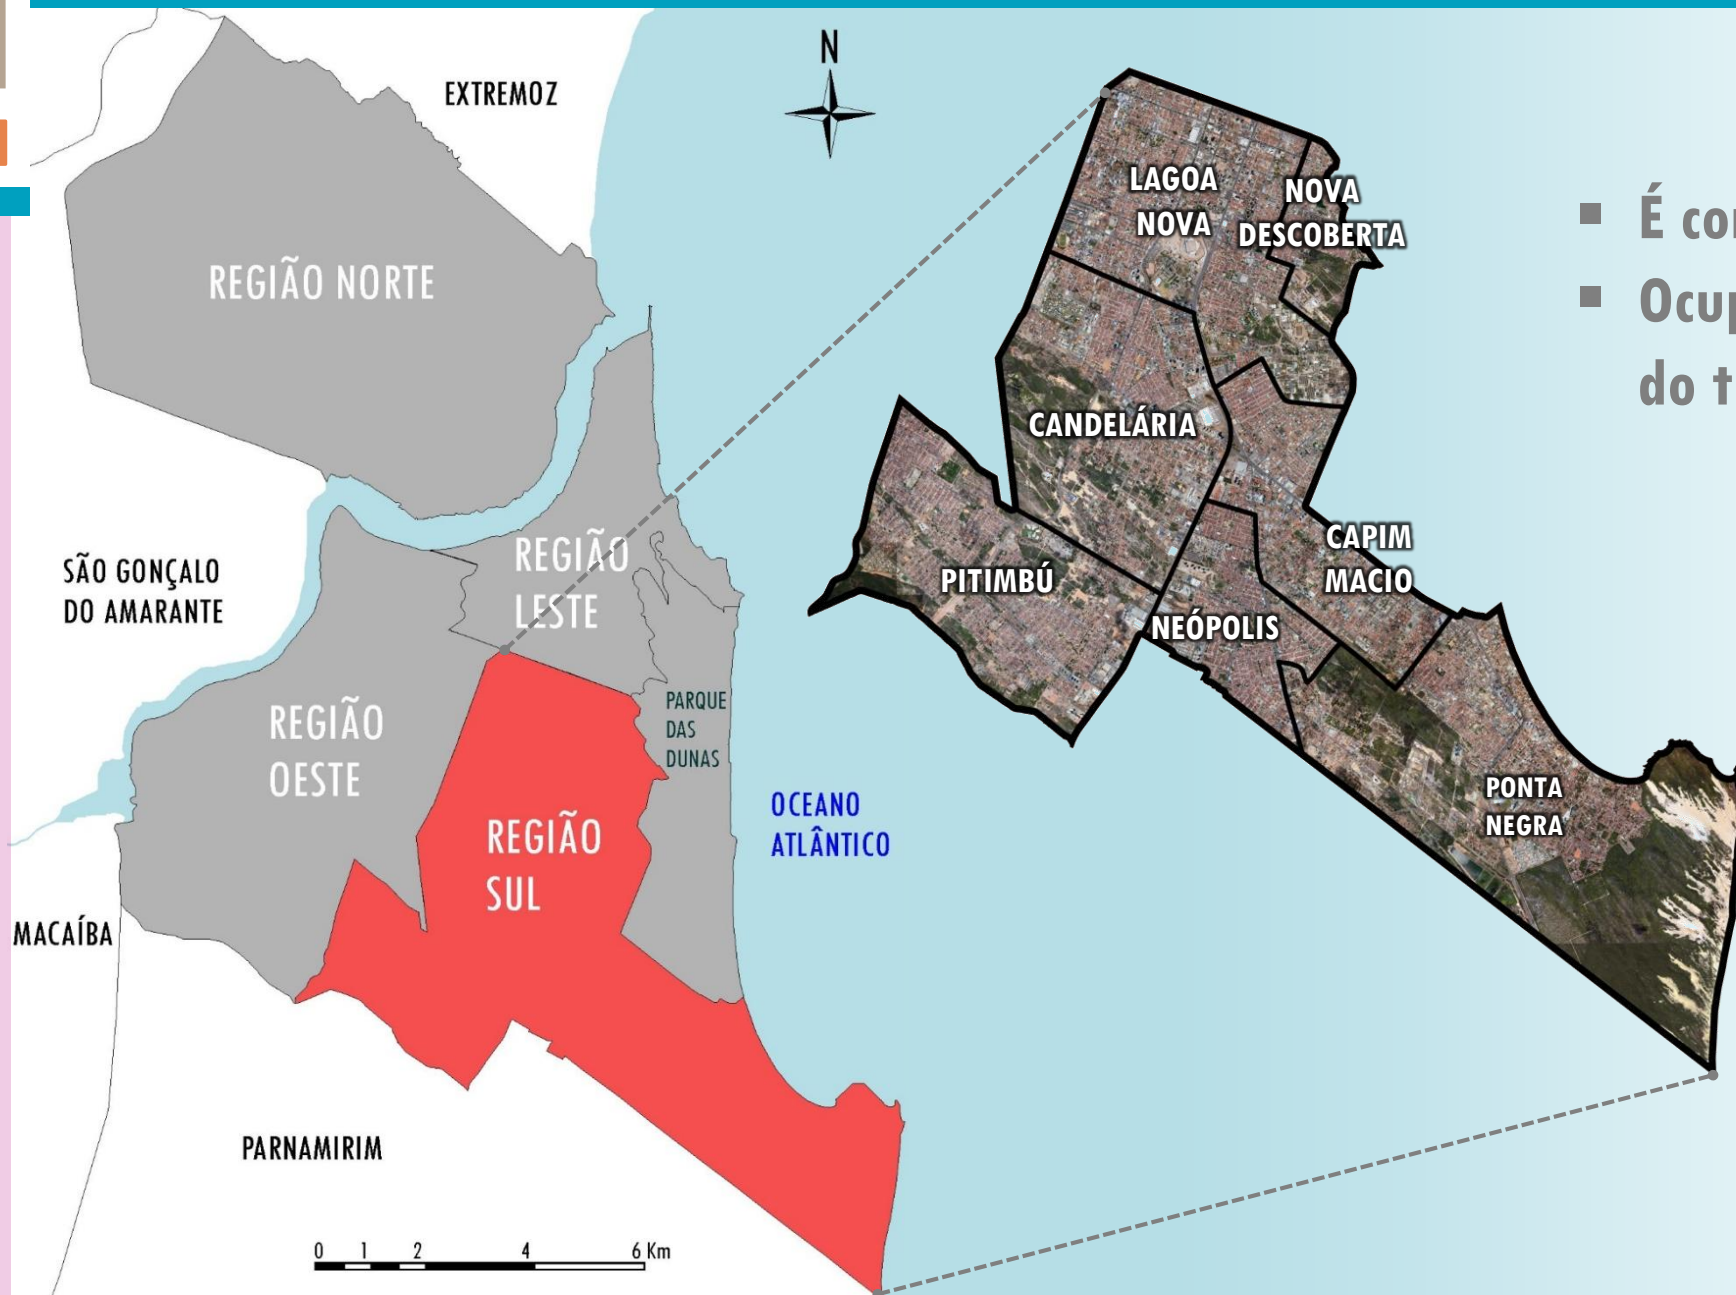 N
EXTREMOZ
REGIÃO NORTE
SÃO GONÇALO
DO AMARANTE
REGIÃO
LESTE
REGIÃO
OESTE
PARQUE
DAS
DUNAS
REGIÃO
SUL
OCEANO
ATLÂNTICO
MACAÍBA
PARNAMIRIM
0 1 2 4 6 Km
LAGOA
NOVA
NOVA
DESCOBERTA
CANDELÁRIA
PITIMBÚ
CAPIM
MACIO
NEÓPOLIS
PONTA
NEGRA
▪ É
do